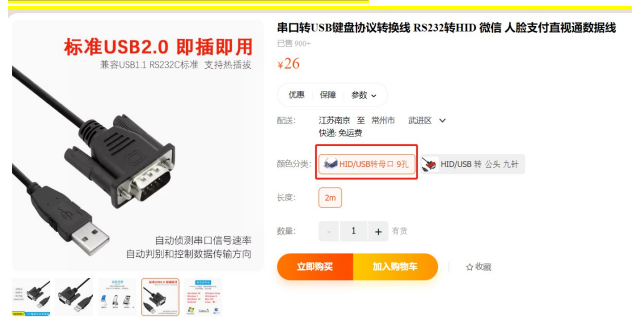 标准USB2.0 即插即用
兼容USB1.1 RS232C标准 支持热插拔
自动侦测串口信号速率
自动判别和控制数据传输方向
串口转USB键盘协议转换线 RS232转HID 微信 人脸支付直视通数据线
已售 900+
¥26
优惠 保障 参数
配送: 江苏南京 至 常州市 武进区
快递: 免运费
颜色分类: HID/USB转母口 9孔 HID/USB 转 公头 九针
长度: 2m
数量: - 1 + 有货
立即购买 加入购物车 收藏